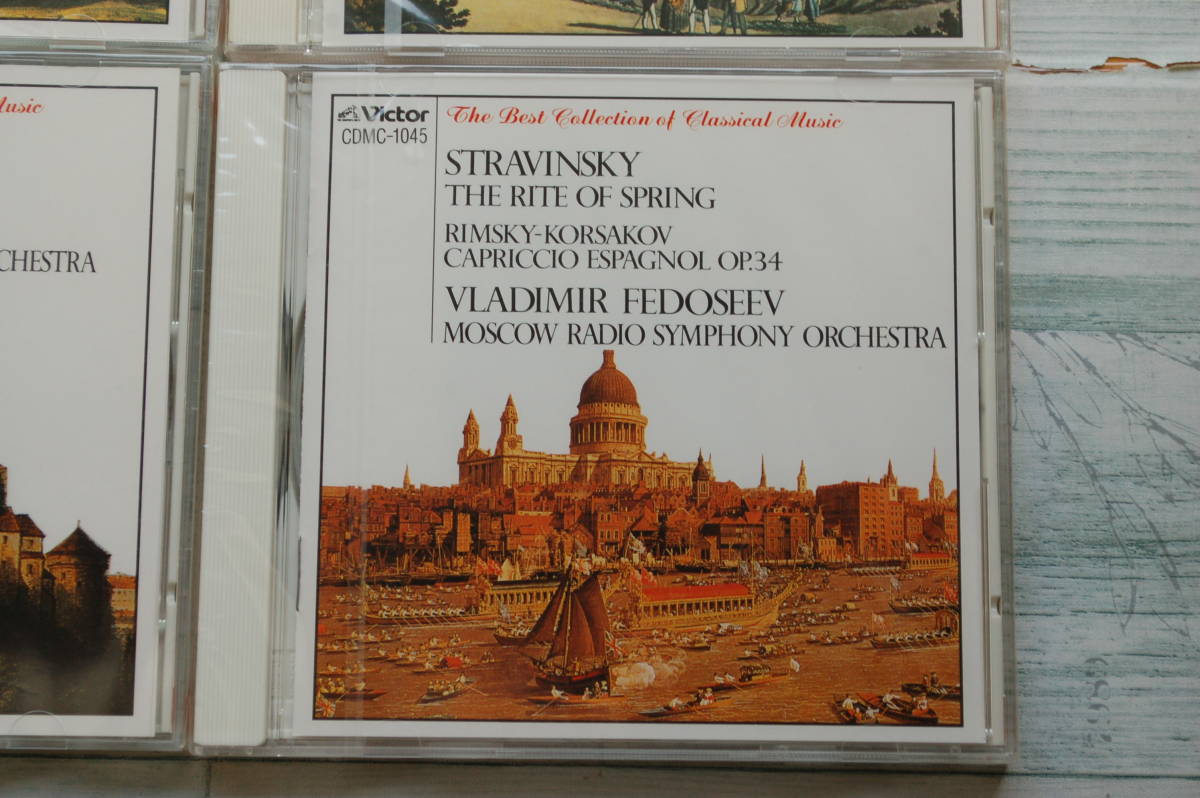 Music
CHESTRA
Victor
CDMC-1045
The Best Collection of Classical Music
STRAVINSKY
THE RITE OF SPRING
RIMSKY-KORSAKOV
CAPRICCIO ESPAGNOL OP.34
VLADIMIR FEDOSEEV
MOSCOW RADIO SYMPHONY ORCHESTRA